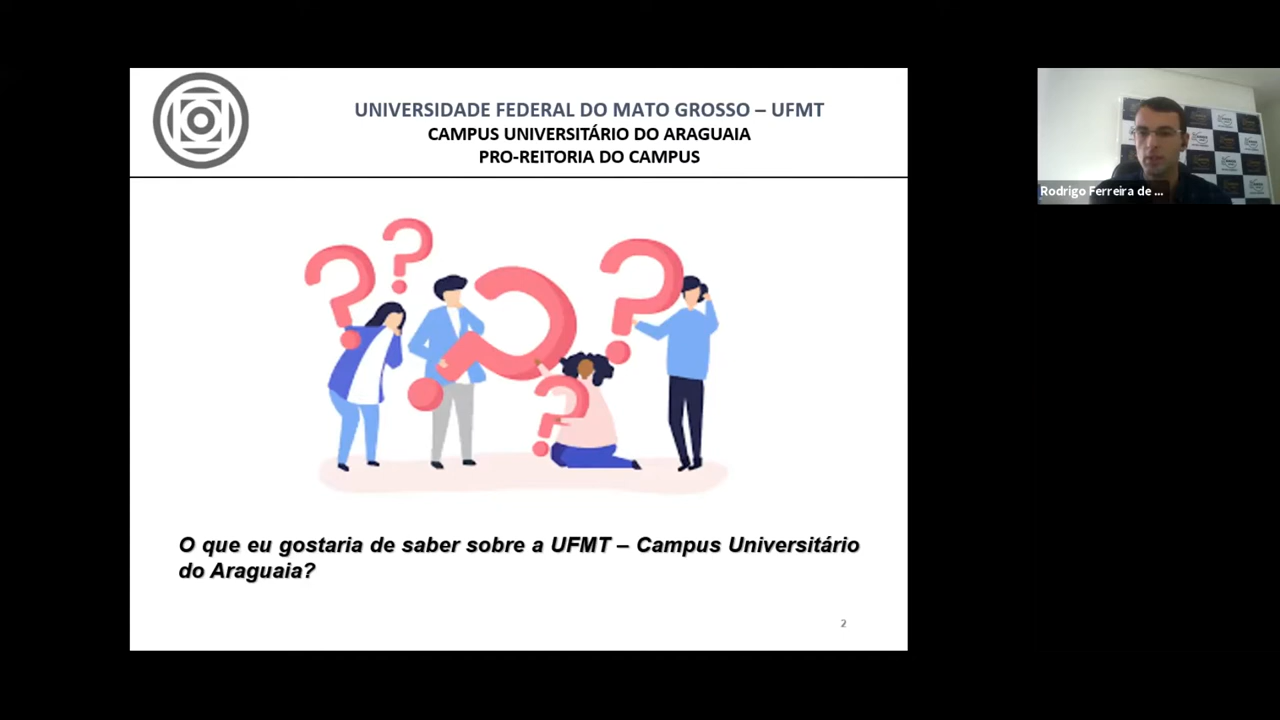 UNIVERSIDADE FEDERAL DO MATO GROSSO – UFMT
CAMPUS UNIVERSITÁRIO DO ARAGUAIA
PRO-REITORIA DO CAMPUS
Rodrigo Ferreira de ...
O que eu gostaria de saber sobre a UFMT – Campus Universitário
do Araguaia?
2